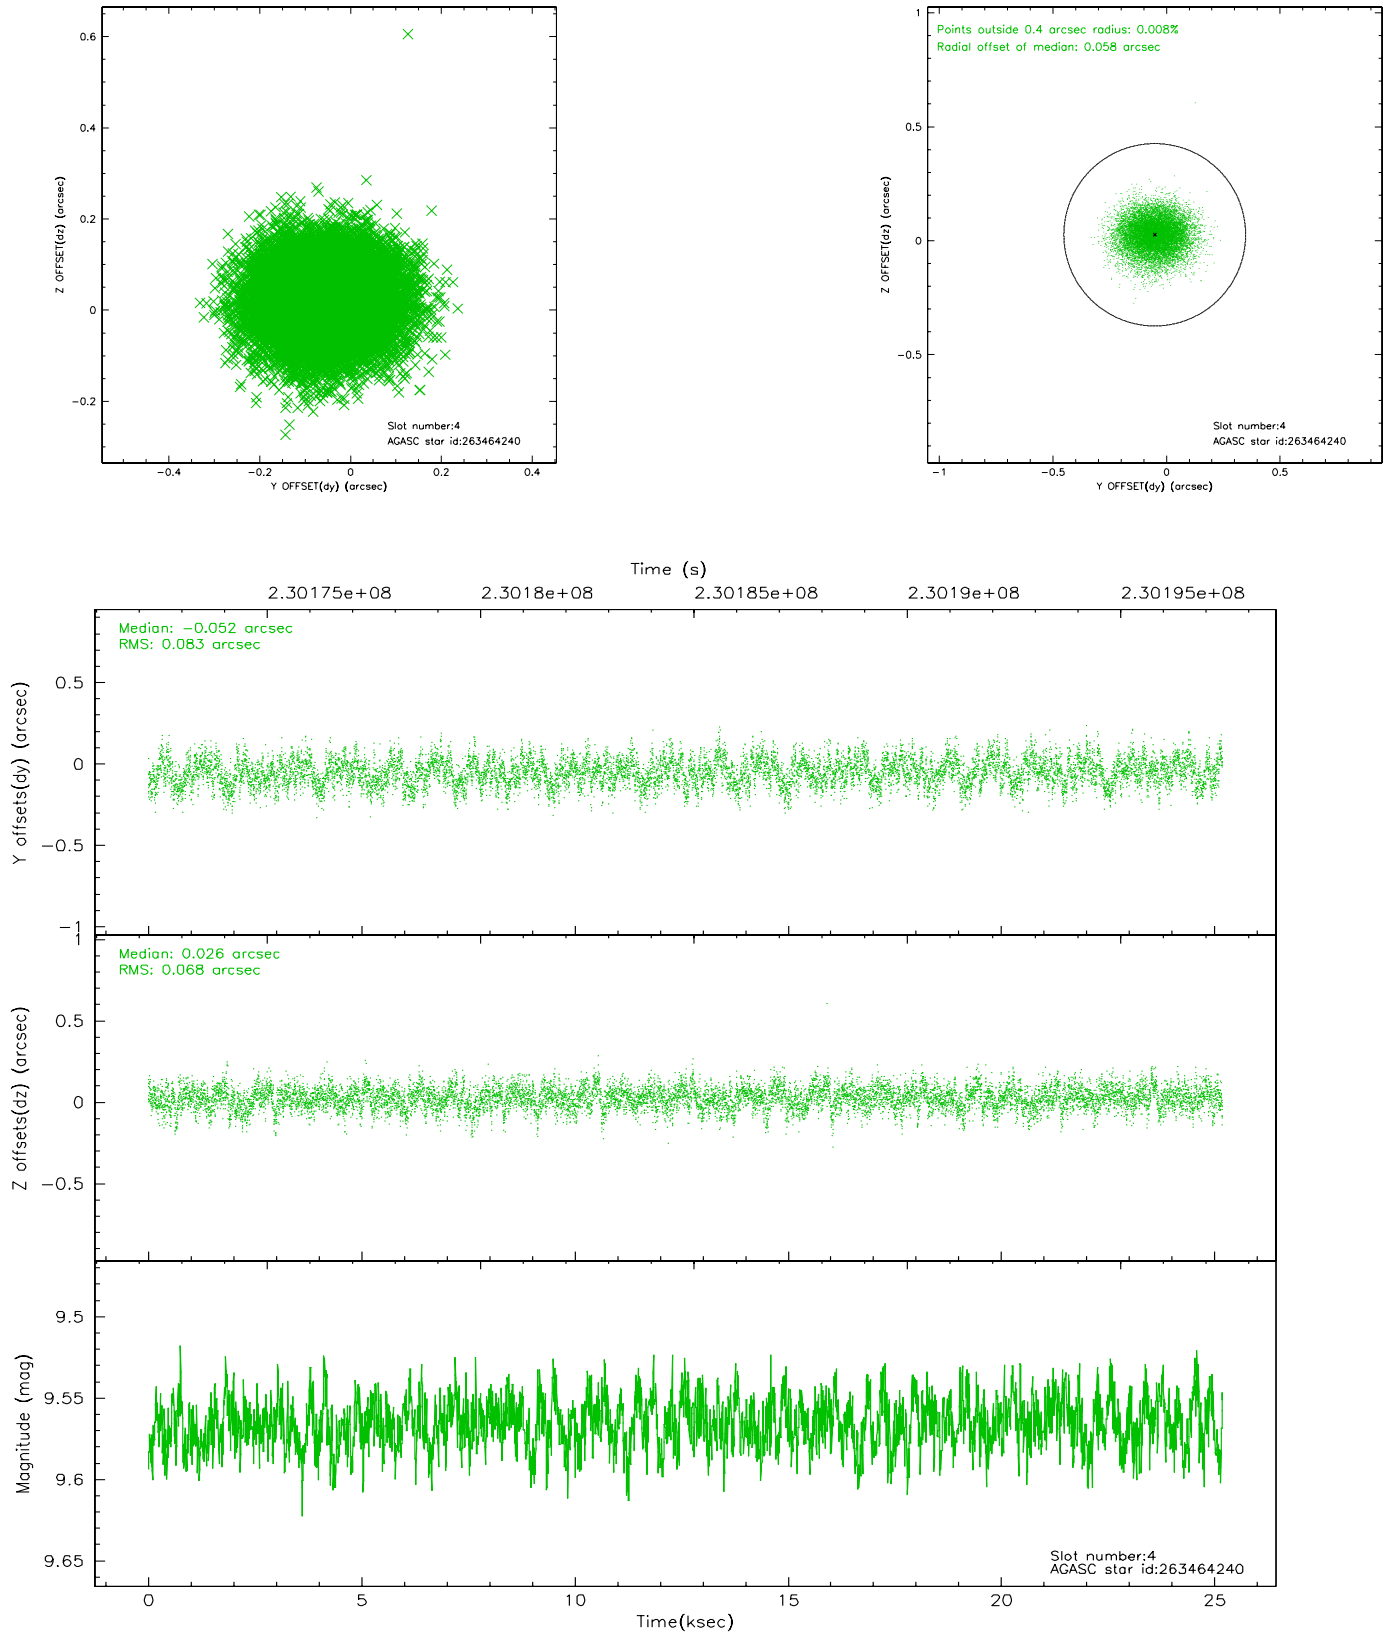 0.6
0.4
0.2
0
−0.2
Z OFFSET(dz) (arcsec)
Slot number:4
AGASC star id:263464240
−0.4 −0.2 0 0.2 0.4
Y OFFSET(dy) (arcsec)
Points outside 0.4 arcsec radius: 0.008%
Radial offset of median: 0.058 arcsec
1
0.5
0
−0.5
Z OFFSET(dz) (arcsec)
Slot number:4
AGASC star id:263464240
−1 −0.5 0 0.5
Y OFFSET(dy) (arcsec)
Time (s)
2.30175e+08 2.3018e+08 2.30185e+08 2.3019e+08 2.30195e+08
Median: −0.052 arcsec
RMS: 0.083 arcsec
0.5
0
−0.5
−1
Y offsets(dy) (arcsec)
Median: 0.026 arcsec
RMS: 0.068 arcsec
1
0.5
0
−0.5
Z offsets(dz) (arcsec)
9.5
9.55
9.6
9.65
Magnitude (mag)
Slot number:4
AGASC star id:263464240
0 5 10 15 20 25
Time(ksec)